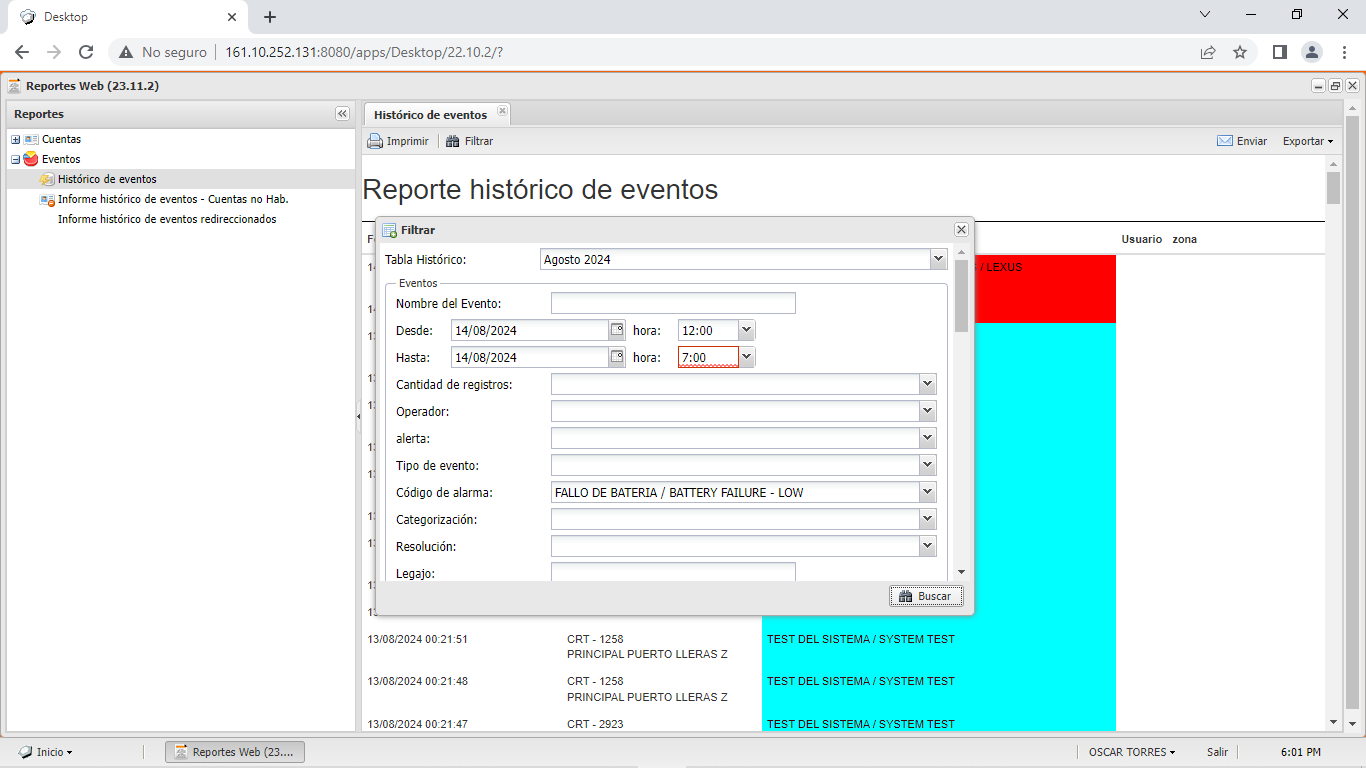 Desktop
No seguro
161.10.252.131:8080/apps/Desktop/22.10.2/?
Reportes Web (23.11.2)
Reportes
Cuentas
Eventos
Histórico de eventos
Informe histórico de eventos - Cuentas no Hab.
Informe histórico de eventos redireccionados
Histórico de eventos
Imprimir
Filtrar
Enviar
Exportar
Reporte histórico de eventos
Usuario zona
/ LEXUS
Filtrar
Tabla Histórico: Agosto 2024
Eventos
Nombre del Evento:
Desde: 14/08/2024 hora: 12:00
Hasta: 14/08/2024 hora: 7:00
Cantidad de registros:
Operador:
alerta:
Tipo de evento:
Código de alarma: FALLO DE BATERIA / BATTERY FAILURE - LOW
Categorización:
Resolución:
Legajo:
Buscar
13/08/2024 00:21:51 CRT - 1258 TEST DEL SISTEMA / SYSTEM TEST
PRINCIPAL PUERTO LLERAS Z
13/08/2024 00:21:48 CRT - 1258 TEST DEL SISTEMA / SYSTEM TEST
PRINCIPAL PUERTO LLERAS Z
13/08/2024 00:21:47 CRT - 2923 TEST DEL SISTEMA / SYSTEM TEST
Inicio
Reportes Web (23....
OSCAR TORRES
Salir
6:01 PM